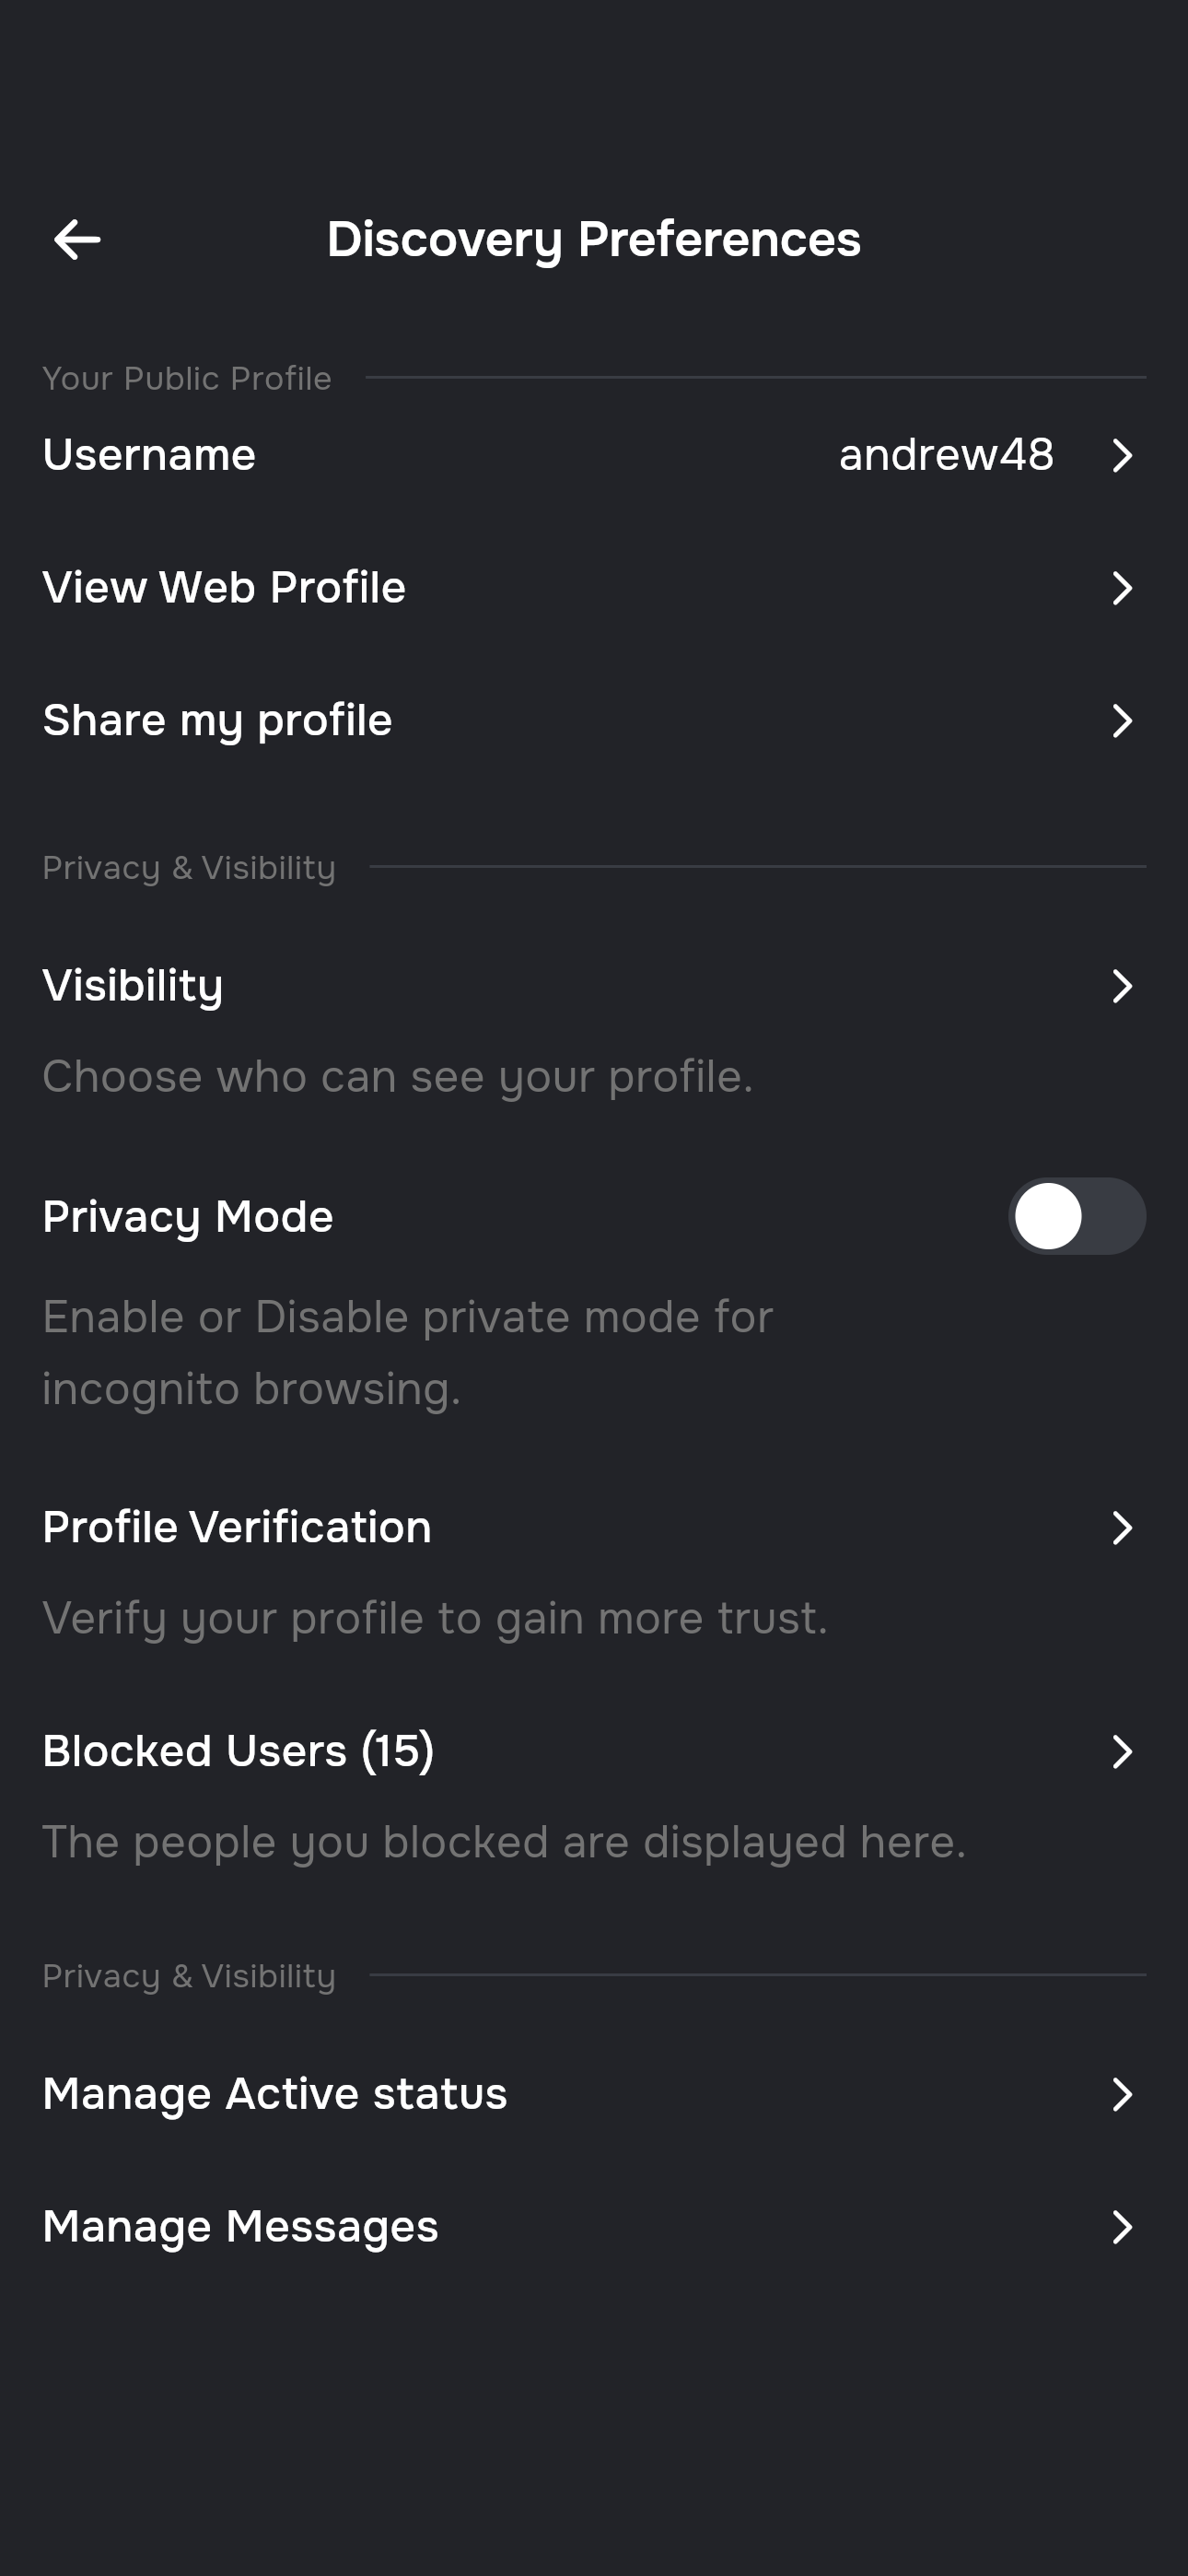 Discovery Preferences
Your Public Profile
Username andrew48
View Web Profile
Share my profile
Privacy & Visibility
Visibility
Choose who can see your profile.
Privacy Mode
Enable or Disable private mode for
incognito browsing.
Profile Verification
Verify your profile to gain more trust.
Blocked Users (15)
The people you blocked are displayed here.
Privacy & Visibility
Manage Active status
Manage Messages